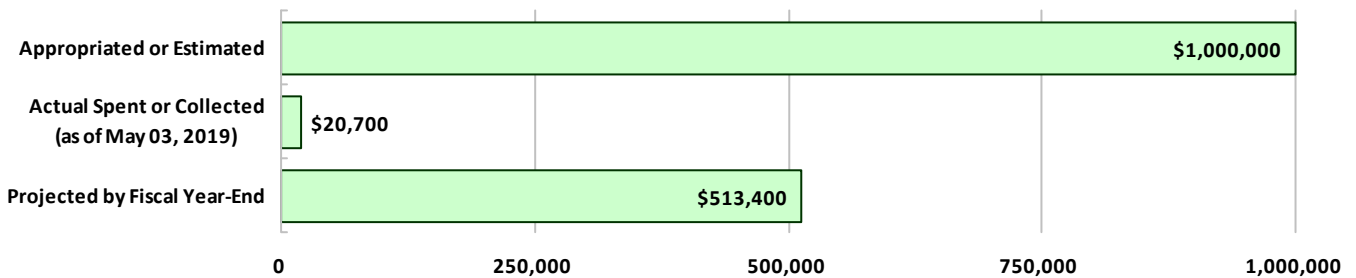 Appropriated or Estimated
$1,000,000
Actual Spent or Collected
(as of May 03, 2019)
$20,700
Projected by Fiscal Year-End
$513,400
0 250,000 500,000 750,000 1,000,000